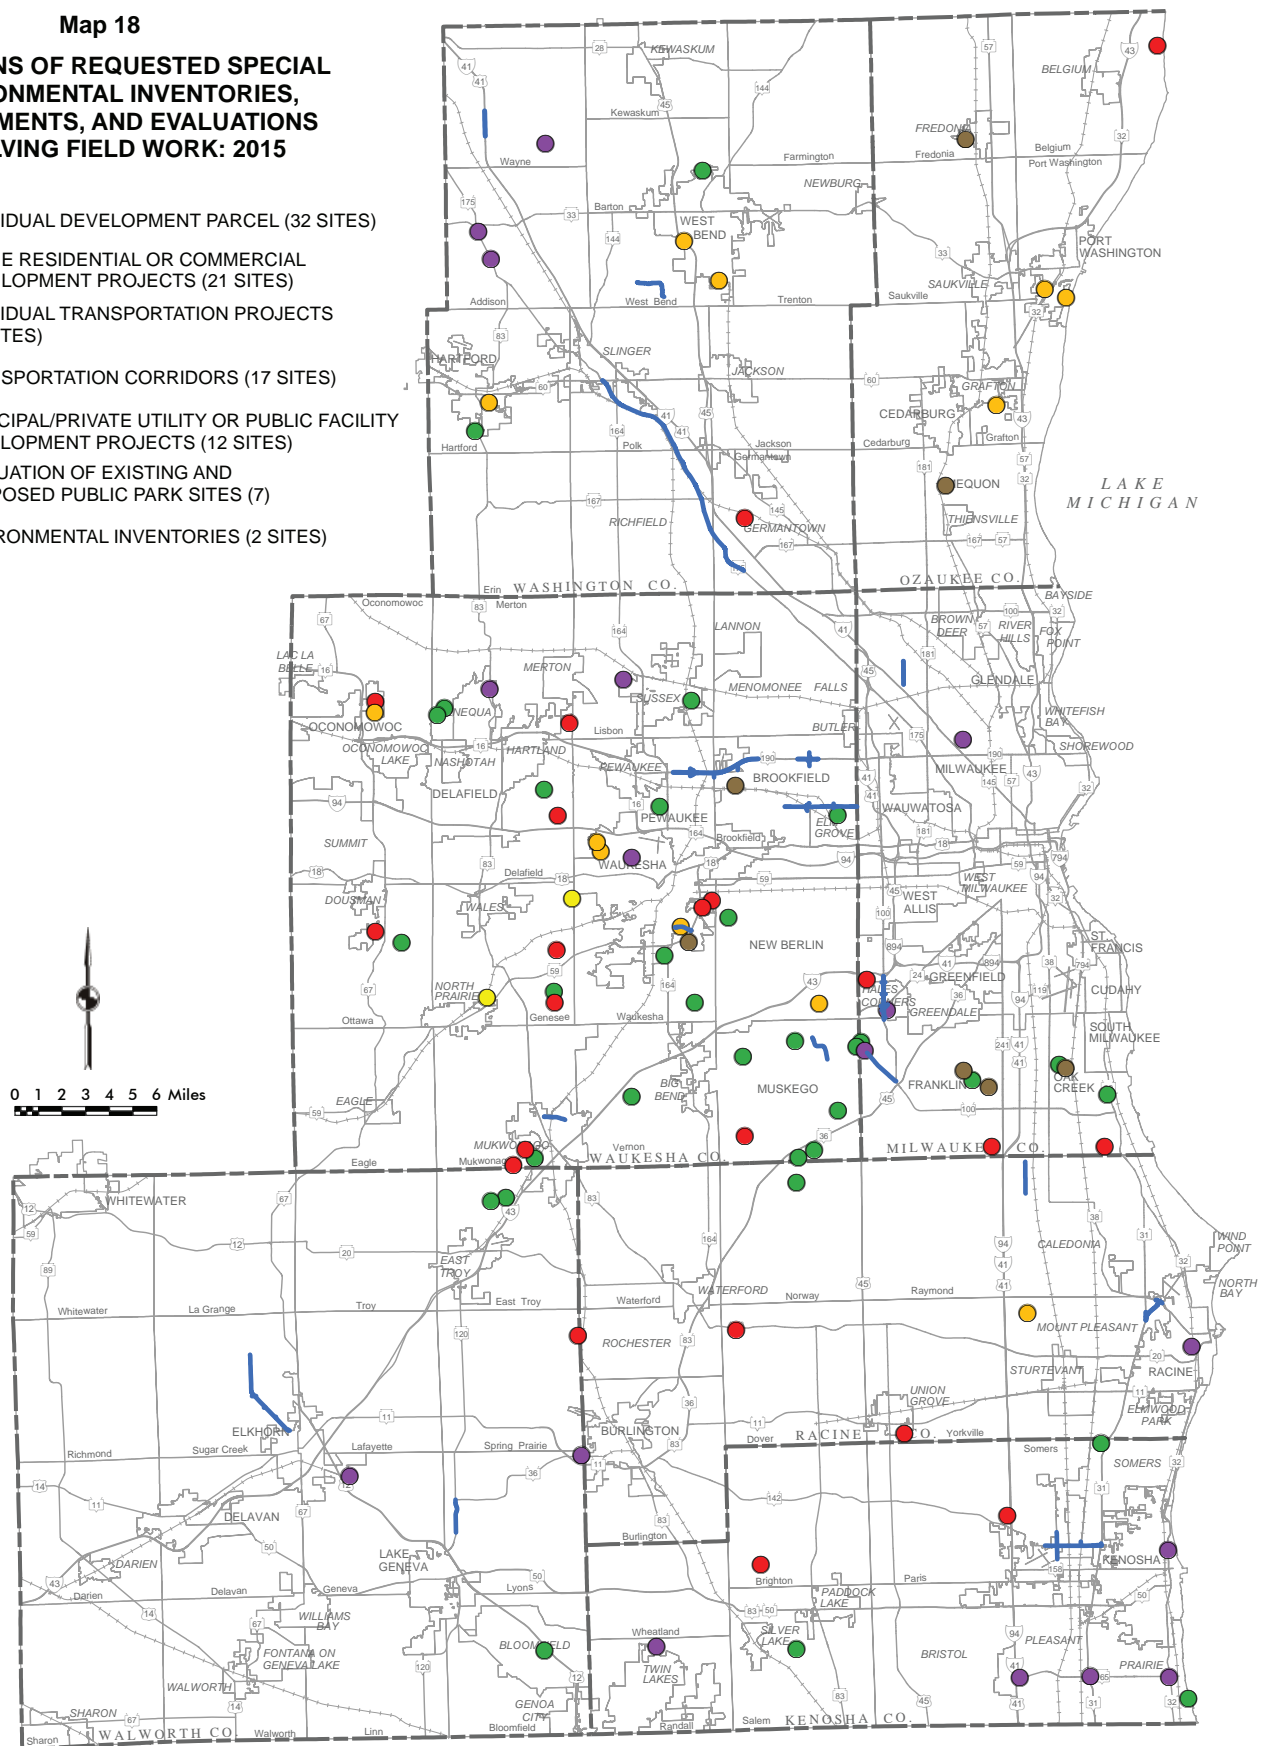 Map 18
NS OF REQUESTED SPECIAL
ONMENTAL INVENTORIES,
MENTS, AND EVALUATIONS
LVING FIELD WORK: 2015
IDUAL DEVELOPMENT PARCEL (32 SITES)
E RESIDENTIAL OR COMMERCIAL
LOPMENT PROJECTS (21 SITES)
IDUAL TRANSPORTATION PROJECTS
TES)
SPORTATION CORRIDORS (17 SITES)
CIPAL/PRIVATE UTILITY OR PUBLIC FACILITY
LOPMENT PROJECTS (12 SITES)
UATION OF EXISTING AND
POSED PUBLIC PARK SITES (7)
RONMENTAL INVENTORIES (2 SITES)
KEWASKUM
Kewaskum
Wayne
Farmington
NEWBURG
Barton
WEST
BEND
Addison
West Bend
Trenton
BELGIUM
FREDONIA
Fredonia
Belgium
Port Washington
PORT
WASHINGTON
SAUKVILLE
Saukville
HARTFORD
Hartford
SLINGER
JACKSON
Polk
Jackson
Germantown
GRAFTON
CEDARBURG
Cedarburg
Grafton
LAKE
MICHIGAN
RICHFIELD
GERMANTOWN
EQUON
THIENSVILLE
Erin
WASHINGTON CO.
OZAUKEE CO.
Oconomowoc
Merton
LANNON
BAYSIDE
BROWN
DEER
RIVER
HILLS
FOX
POINT
LAC LA
BELLE
MERTON
SUSSEX
MENOMONEE FALLS
GLENDALE
OCONOMOWOC
NEQUA
Lisbon
BUTLER
WHITEFISH
BAY
OCONOMOWOC
LAKE
NASHOTAH
HARTLAND
PEWAUKEE
SHOREWOOD
DELAFIELD
BROOKFIELD
MILWAUKEE
PEWAUKEE
Brookfield
ELM
GROVE
WAUWATOSA
SUMMIT
Delafield
WAUKESHA
DOUSMAN
WALES
WEST
MILWAUKEE
WEST
ALLIS
NEW BERLIN
ST.
FRANCIS
NORTH
PRAIRIE
HALES
CORNERS
GREENFIELD
GREENDALE
CUDAHY
Ottawa
Genesee
Waukesha
SOUTH
MILWAUKEE
0 1 2 3 4 5 6 Miles
EAGLE
BIG
BEND
MUSKEGO
FRANKLIN
OAK
CREEK
Eagle
Mukwonago
Vernon
WAUKESHA CO.
MILWAUKEE CO.
WHITEWATER
EAST
TROY
CALEDONIA
WIND
POINT
NORTH
BAY
Whitewater
La Grange
Troy
East Troy
Waterford
WATERFORD
Norway
Raymond
ROCHESTER
MOUNT PLEASANT
STURTEVANT
RACINE
ELKHORN
BURLINGTON
UNION
GROVE
ELMWOOD
PARK
Richmond
Sugar Creek
Lafayette
Spring Prairie
Dover
RACINE CO.
Yorkville
Somers
SOMERS
DELAVAN
DARIEN
LAKE
GENEVA
Burlington
KENOSHA
Darien
Delavan
Geneva
Lyons
Brighton
Paris
PADDOCK
LAKE
WILLIAMS
BAY
FONTANA ON
GENEVA LAKE
BLOOMFIELD
Wheatland
SILVER
LAKE
TWIN
LAKES
BRISTOL
PLEASANT
PRAIRIE
WALWORTH
SHARON
GENOA
CITY
Sharon
WALWORTH CO.
Walworth
Linn
Bloomfield
Randall
Salem
KENOSHA CO.